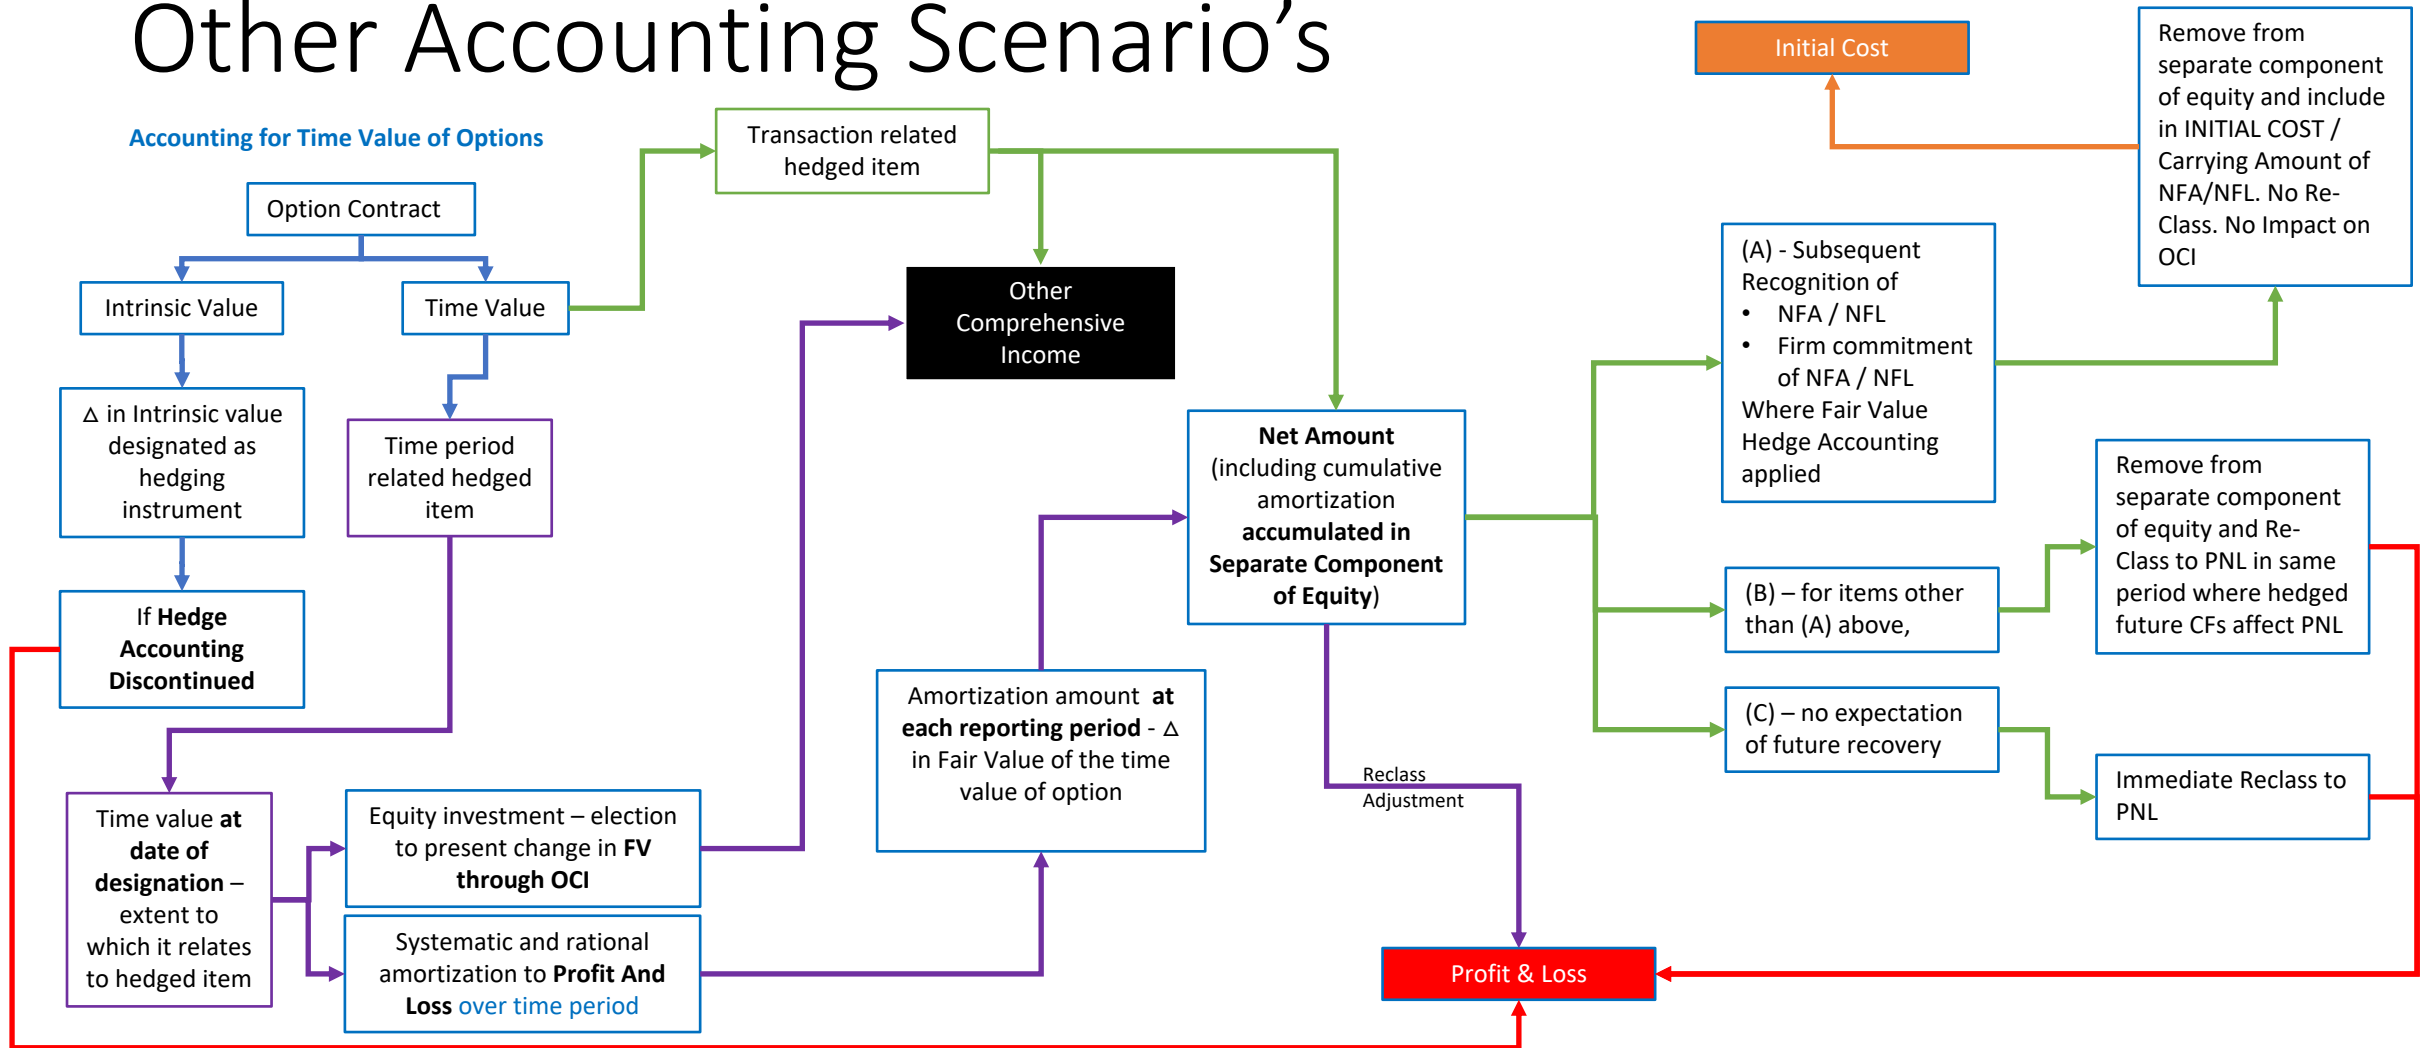 Other Accounting Scenario's
Accounting for Time Value of Options
Option Contract
Intrinsic Value
Time Value
△ in Intrinsic value
designated as
hedging
instrument
If Hedge
Accounting
Discontinued
Time period
related hedged
item
Time value at
date of
designation –
extent to
which it relates
to hedged item
Equity investment – election
to present change in FV
through OCI
Systematic and rational
amortization to Profit And
Loss over time period
Transaction related
hedged item
Other
Comprehensive
Income
Amortization amount at
each reporting period - △
in Fair Value of the time
value of option
Net Amount
(including cumulative
amortization
accumulated in
Separate Component
of Equity)
Reclass
Adjustment
Profit & Loss
Initial Cost
(A) - Subsequent
Recognition of
• NFA / NFL
• Firm commitment
of NFA / NFL
Where Fair Value
Hedge Accounting
applied
(B) – for items other
than (A) above,
(C) – no expectation
of future recovery
Remove from
separate component
of equity and include
in INITIAL COST /
Carrying Amount of
NFA/NFL. No Re-
Class. No Impact on
OCI
Remove from
separate component
of equity and Re-
Class to PNL in same
period where hedged
future CFs affect PNL
Immediate Reclass to
PNL